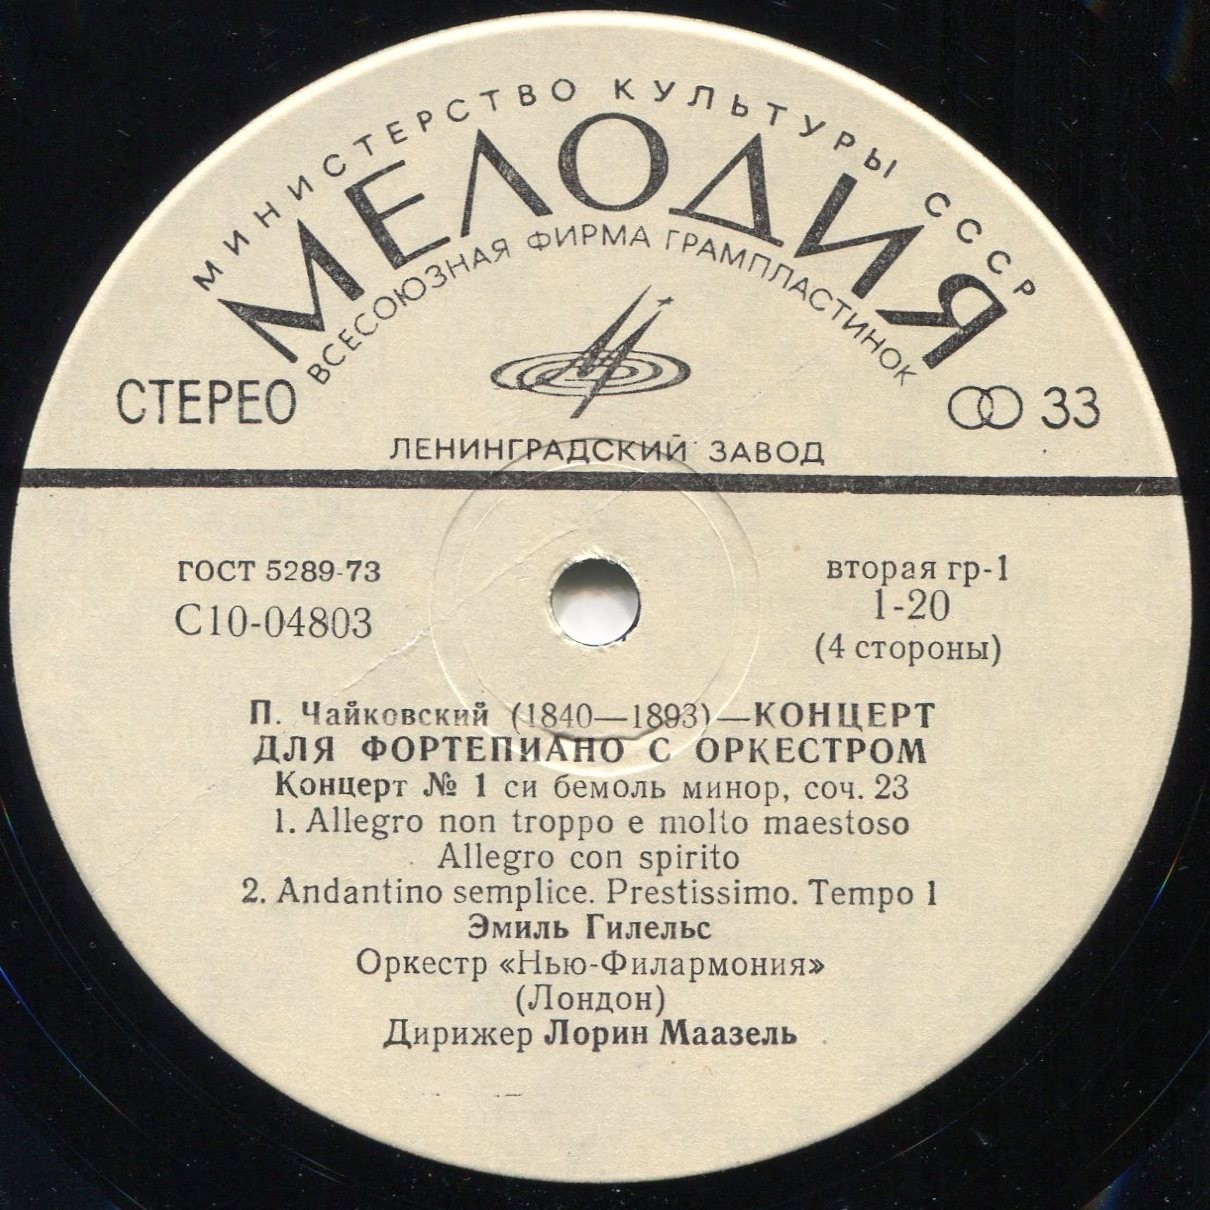 МИНИСТЕРСТВО КУЛЬТУРЫ СССР
МЕЛОДИЯ
ВСЕСОЮЗНАЯ ФИРМА ГРАМПЛАСТИНОК
СТЕРЕО
33
ЛЕНИНГРАДСКИЙ ЗАВОД
ГОСТ 5289-73
С10-04803
вторая гр-1
1-20
(4 стороны)
П. Чайковский (1840—1893)—КОНЦЕРТ
ДЛЯ ФОРТЕПИАНО С ОРКЕСТРОМ
Концерт № 1 си бемоль минор, соч. 23
1. Allegro non troppo e molto maestoso
Allegro con spirito
2. Andantino semplice. Prestissimo. Tempo 1
Эмиль Гилельс
Оркестр «Нью-Филармония»
(Лондон)
Дирижер Лорин Маазель